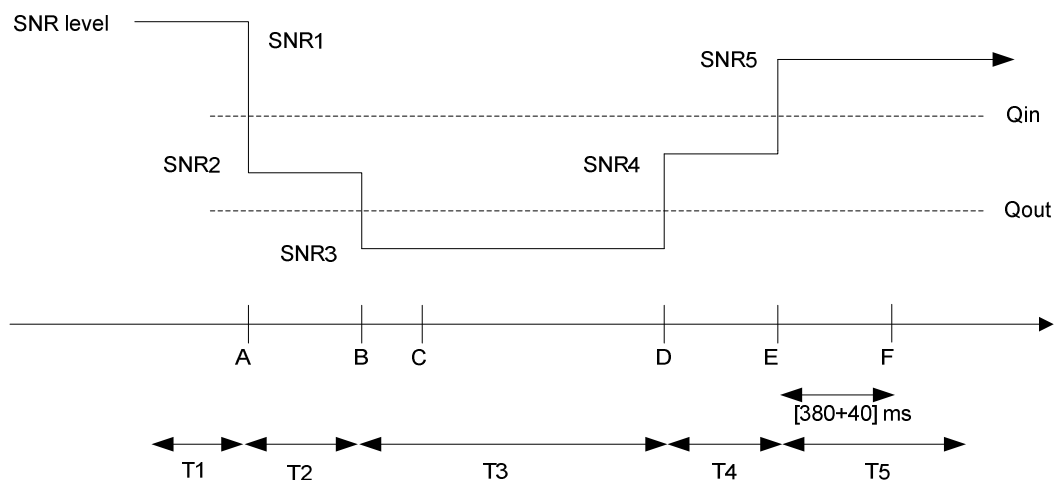 SNR level
SNR1
SNR5
Qin
SNR2
SNR4
Qout
SNR3
A B C D E F
[380+40] ms
T1 T2 T3 T4 T5